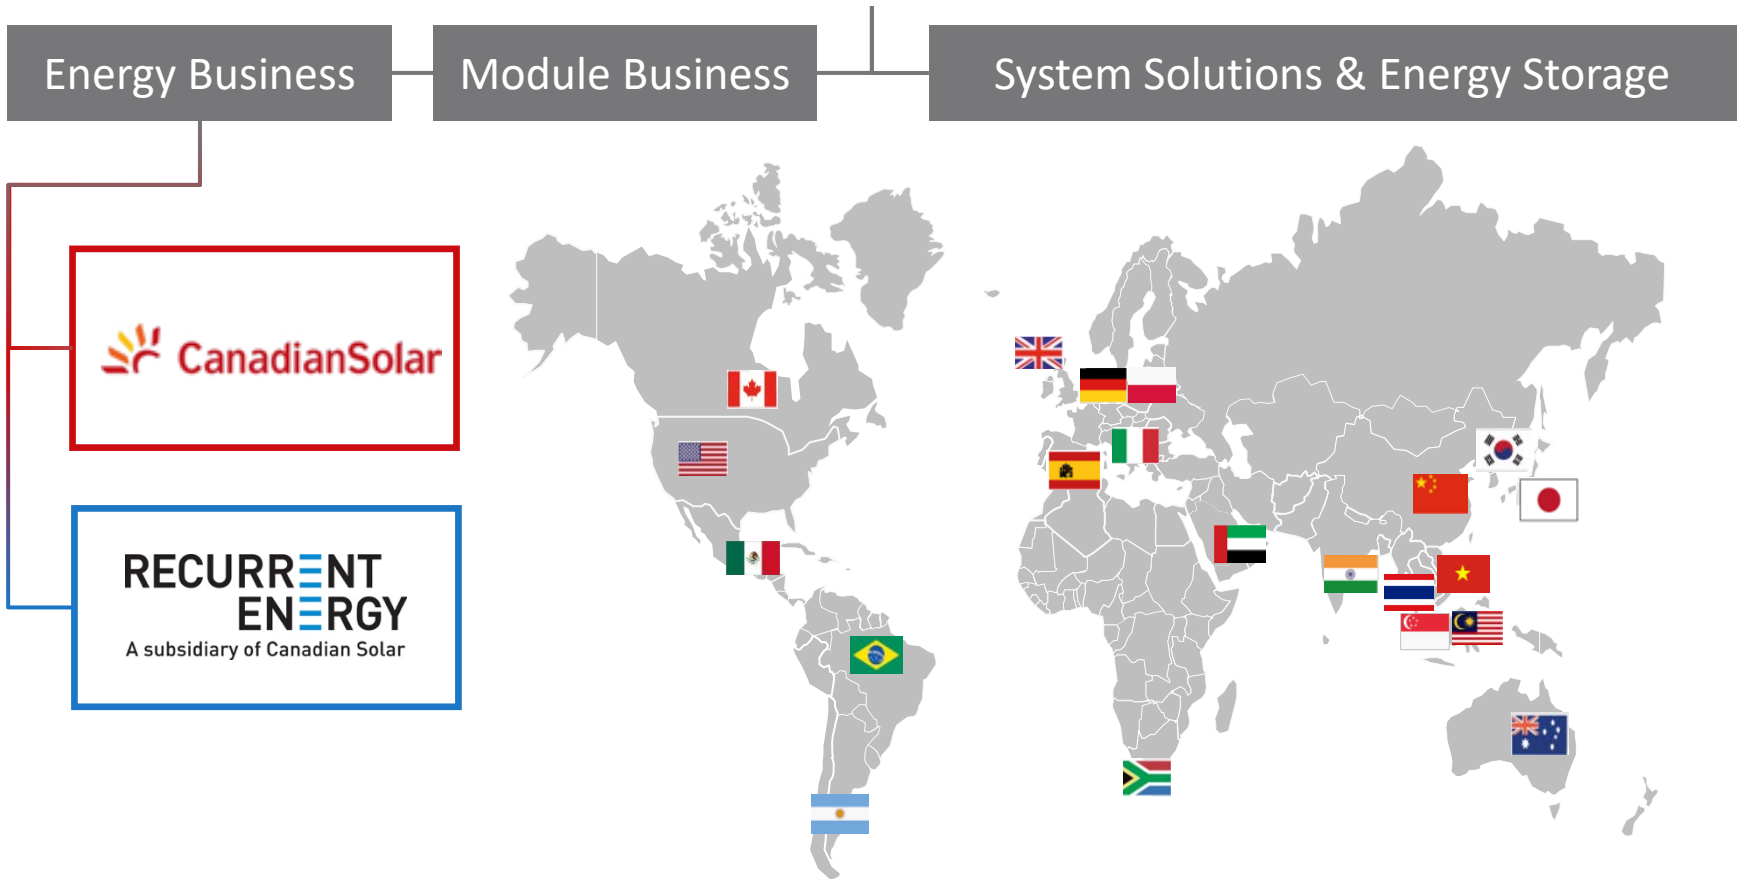 Energy Business
Module Business
System Solutions & Energy Storage
CanadianSolar
RECURRENT
ENERGY
A subsidiary of Canadian Solar